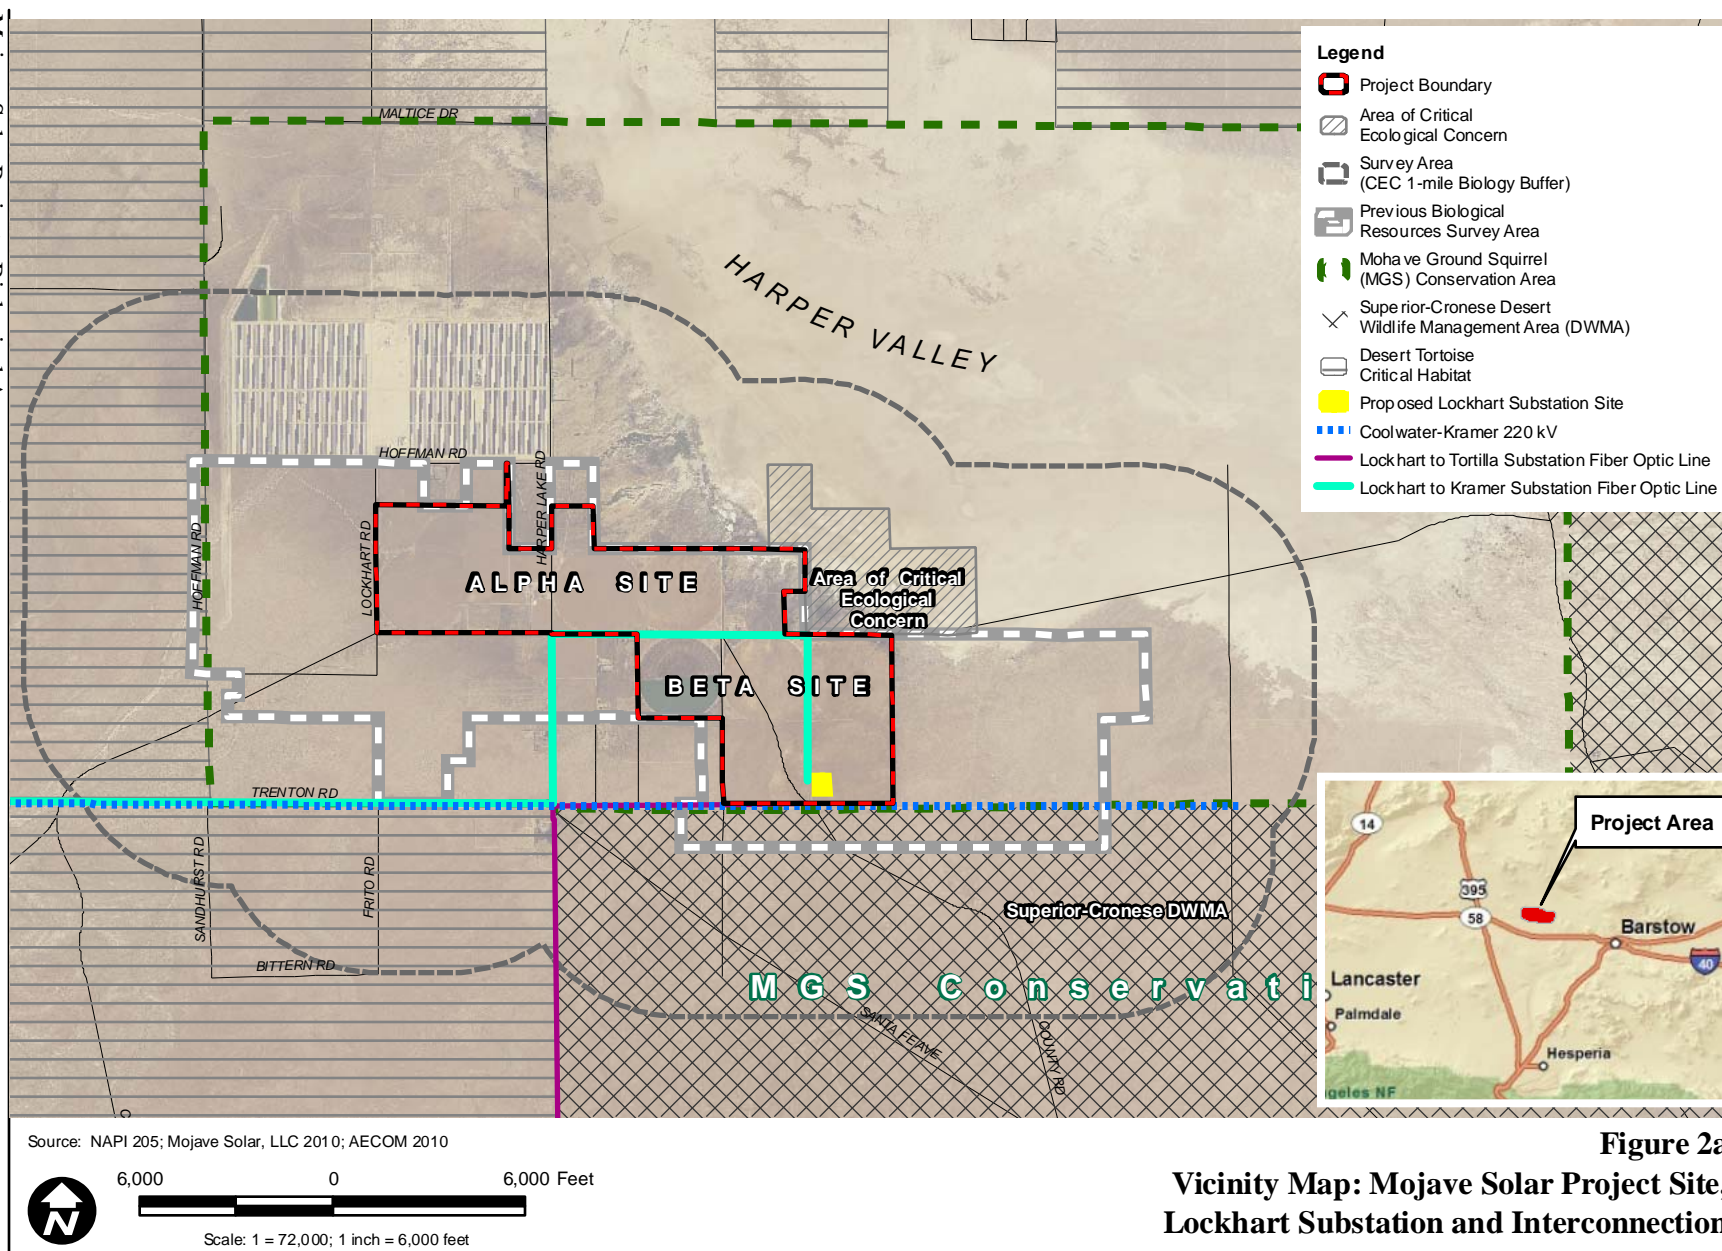 MALTICE DR
HARPER VALLEY
HOFFMAN RD
HARPER LAKE RD
HOFFMAN RD
LOCKHART RD
ALPHA SITE
Area of Critical
Ecological
Concern
BETA SITE
TRENTON RD
SANDHURST RD
FRITO RD
BITTERN RD
Superior-Cronese DWMA
MGS Conservati
SANTA FE AVE
COUNTY RD
Legend
Project Boundary
Area of Critical
Ecological Concern
Survey Area
(CEC 1-mile Biology Buffer)
Previous Biological
Resources Survey Area
Mohave Ground Squirrel
(MGS) Conservation Area
Superior-Cronese Desert
Wildlife Management Area (DWMA)
Desert Tortoise
Critical Habitat
Proposed Lockhart Substation Site
Coolwater-Kramer 220 kV
Lockhart to Tortilla Substation Fiber Optic Line
Lockhart to Kramer Substation Fiber Optic Line
Project Area
14
395
58
Barstow
40
Lancaster
Palmdale
Hesperia
geles NF
Source: NAPI 205; Mojave Solar, LLC 2010; AECOM 2010
6,000 0 6,000 Feet
N
Scale: 1 = 72,000; 1 inch = 6,000 feet
Figure 2a
Vicinity Map: Mojave Solar Project Site,
Lockhart Substation and Interconnection